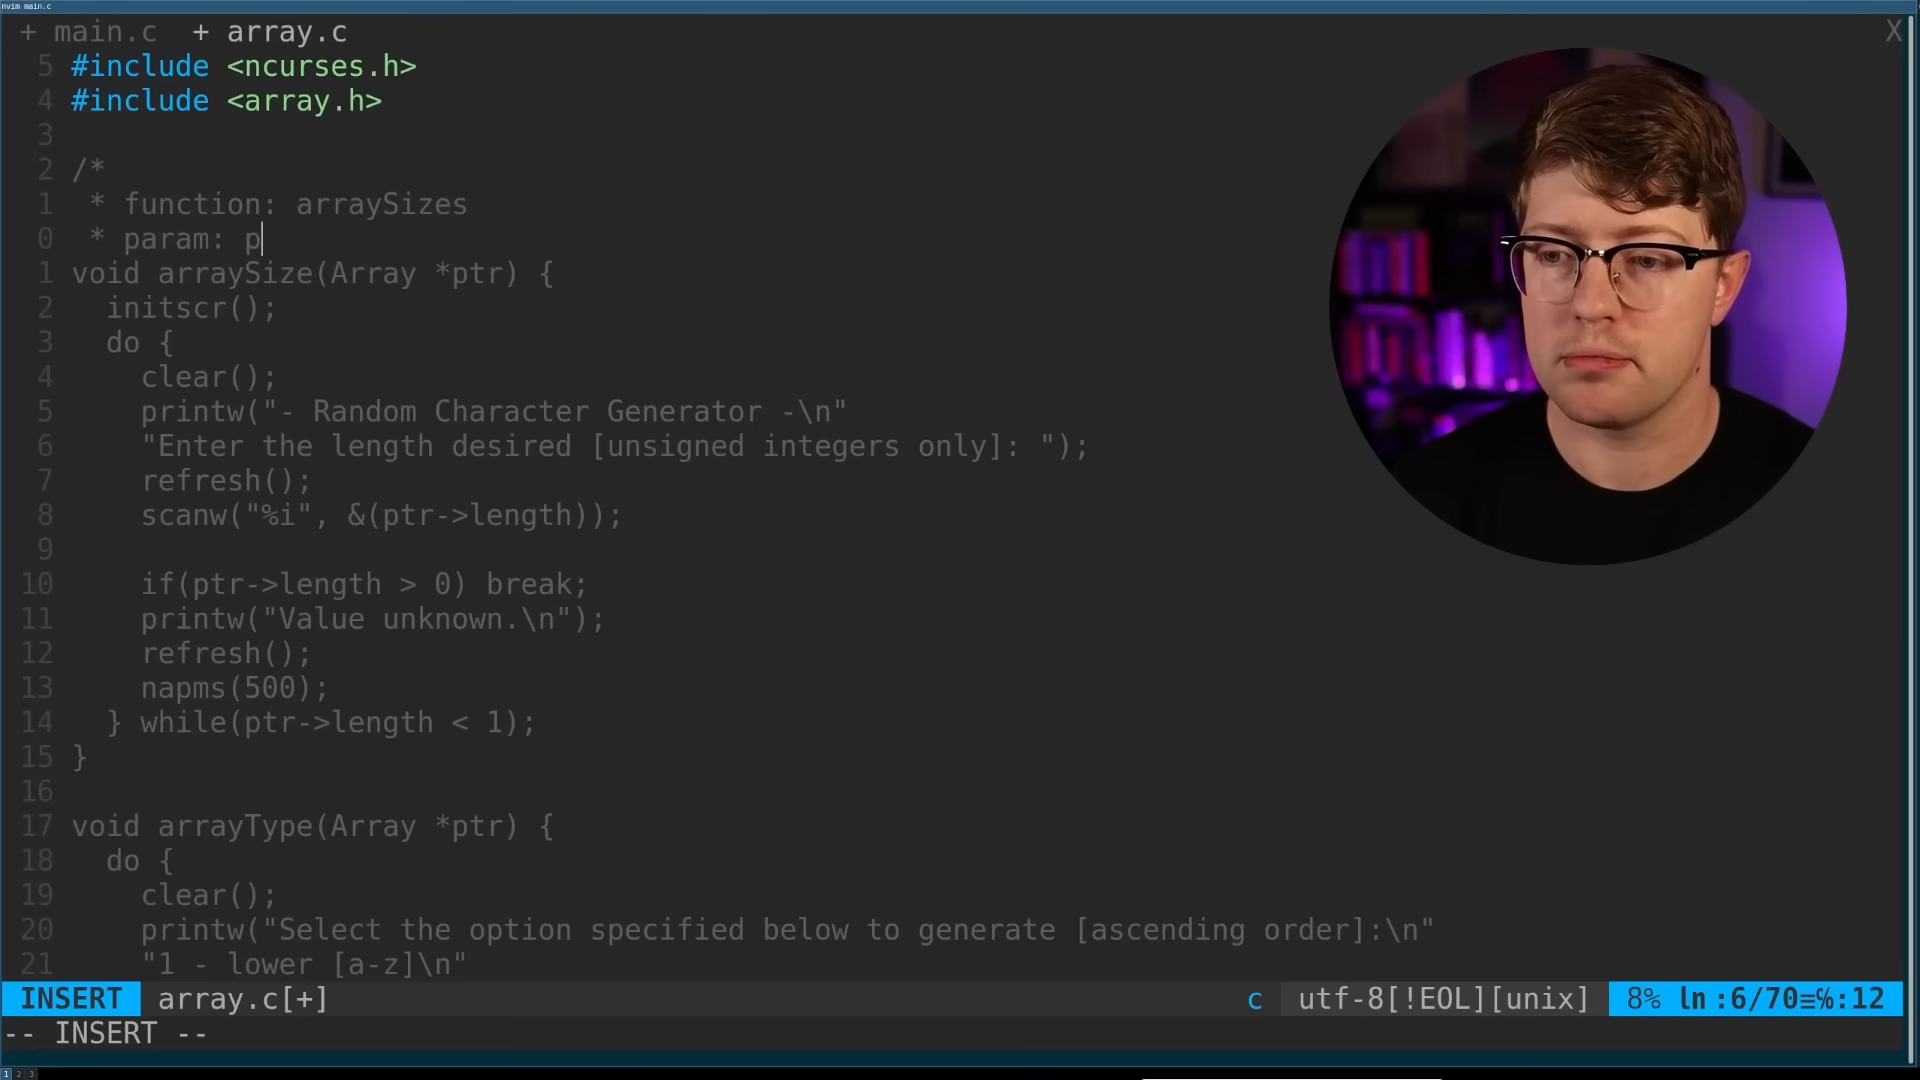 nvim main.c
+ main.c + array.c X
5 #include <ncurses.h>
4 #include <array.h>
3
2 /*
1 * function: arraySizes
0 * param: p
1 void arraySize(Array *ptr) {
2 initscr();
3 do {
4 clear();
5 printw("- Random Character Generator -\n"
6 "Enter the length desired [unsigned integers only]: ");
7 refresh();
8 scanw("%i", &(ptr->length));
9
10 if(ptr->length > 0) break;
11 printw("Value unknown.\n");
12 refresh();
13 napms(500);
14 } while(ptr->length < 1);
15 }
16
17 void arrayType(Array *ptr) {
18 do {
19 clear();
20 printw("Select the option specified below to generate [ascending order]:\n"
21 "1 - lower [a-z]\n"
INSERT array.c[+] c utf-8[!EOL][unix] 8% ln :6/70≡℅:12
-- INSERT --
1 2 3